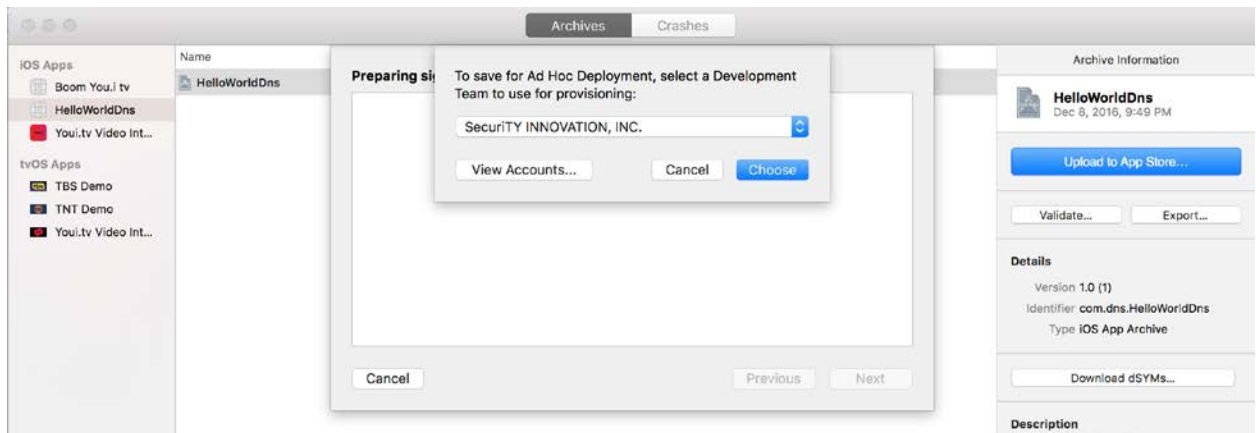 Archives
Crashes
iOS Apps
Boom You.i tv
HelloWorldDns
Youi.tv Video Int...
tvOS Apps
TBS Demo
TNT Demo
Youi.tv Video Int...
Name
HelloWorldDns
Preparing si
To save for Ad Hoc Deployment, select a Development
Team to use for provisioning:
SecuriTY INNOVATION, INC.
View Accounts...
Cancel
Choose
Cancel
Previous
Next
Archive Information
HelloWorldDns
Dec 8, 2016, 9:49 PM
Upload to App Store...
Validate...
Export...
Details
Version 1.0 (1)
Identifier com.dns.HelloWorldDns
Type iOS App Archive
Download dSYMs...
Description